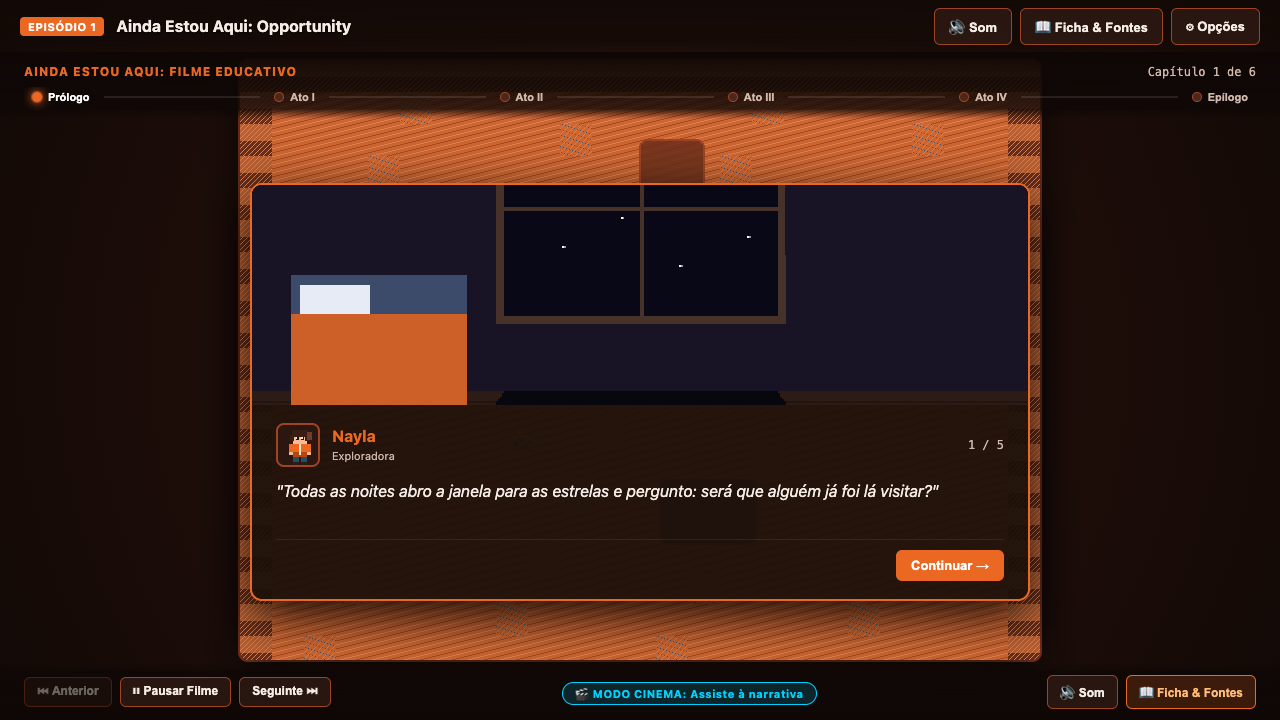 EPISÓDIO 1
Ainda Estou Aqui: Opportunity
🔊 Som
📖 Ficha & Fontes
⚙ Opções
AINDA ESTOU AQUI: FILME EDUCATIVO
Capítulo 1 de 6
Prólogo
Ato I
Ato II
Ato III
Ato IV
Epílogo
Nayla
Exploradora
1 / 5
"Todas as noites abro a janela para as estrelas e pergunto: será que alguém já foi lá visitar?"
Continuar →
⏮ Anterior
⏸ Pausar Filme
Seguinte ⏭
🎬 MODO CINEMA: Assiste à narrativa
🔊 Som
📖 Ficha & Fontes